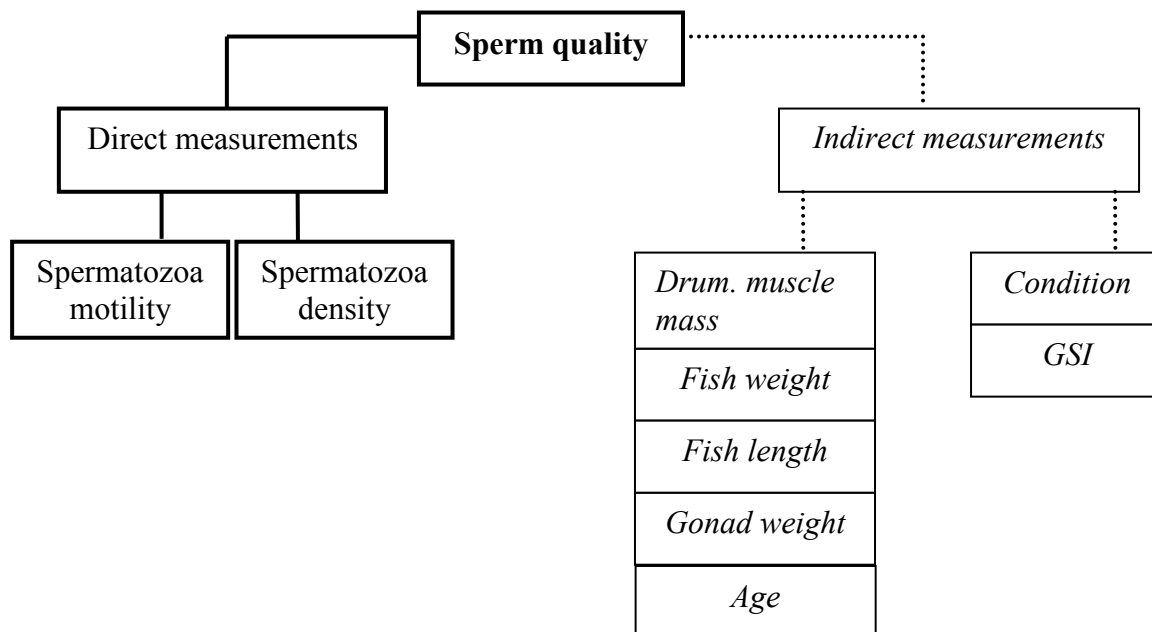 Sperm quality
Direct measurements
Indirect measurements
Spermatozoa
motility
Spermatozoa
density
Drum. muscle
mass
Fish weight
Fish length
Gonad weight
Age
Condition
GSI